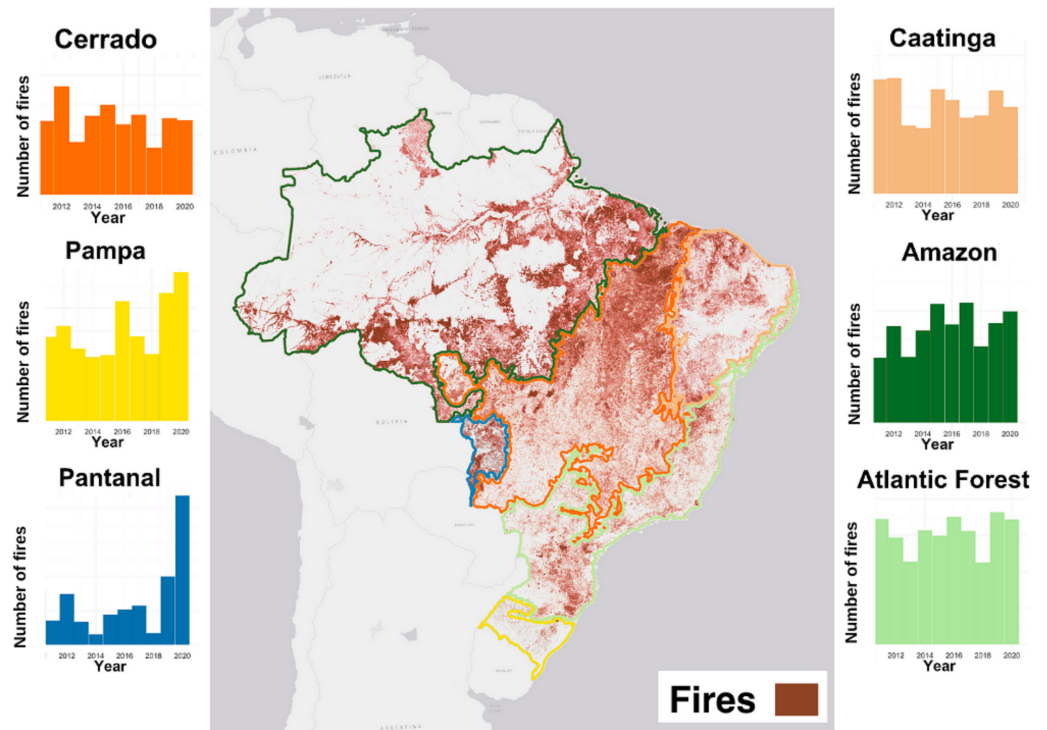 Cerrado
Number of fires
2012 2014 2016 2018 2020
Year
Pampa
Number of fires
2012 2014 2016 2018 2020
Year
Pantanal
Number of fires
2012 2014 2016 2018 2020
Year
VENEZUELA
COLOMBIA
BOLIVIA
ARGENTINA
Fires
Caatinga
Number of fires
2012 2014 2016 2018 2020
Year
Amazon
Number of fires
2012 2014 2016 2018 2020
Year
Atlantic Forest
Number of fires
2012 2014 2016 2018 2020
Year